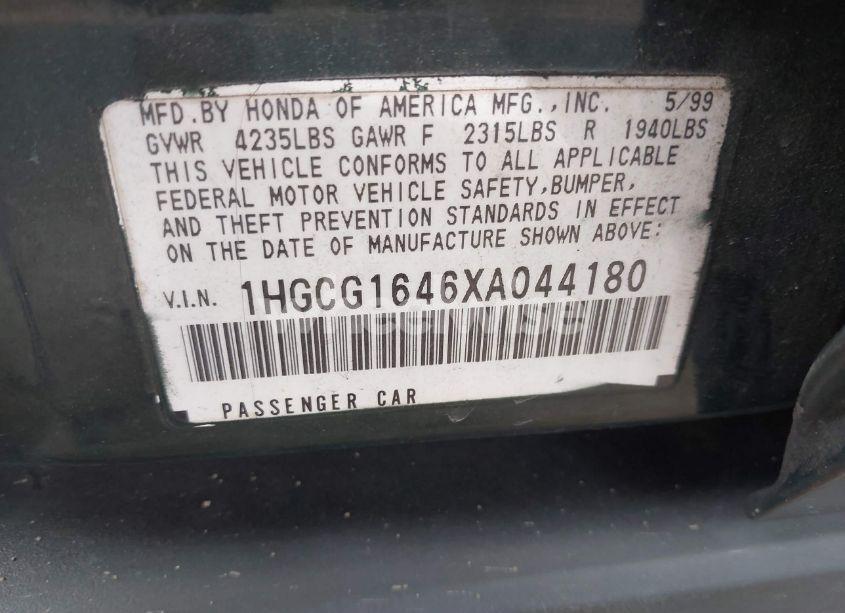 MFD.BY HONDA OF AMERICA MFG.,INC. 5/99
GVWR 4235LBS GAWR F 2315LBS R 1940LBS
THIS VEHICLE CONFORMS TO ALL APPLICABLE
FEDERAL MOTOR VEHICLE SAFETY,BUMPER,
AND THEFT PREVENTION STANDARDS IN EFFECT
ON THE DATE OF MANUFACTURE SHOWN ABOVE:
V.I.N. 1HGCG1646XA044180
PASSENGER CAR